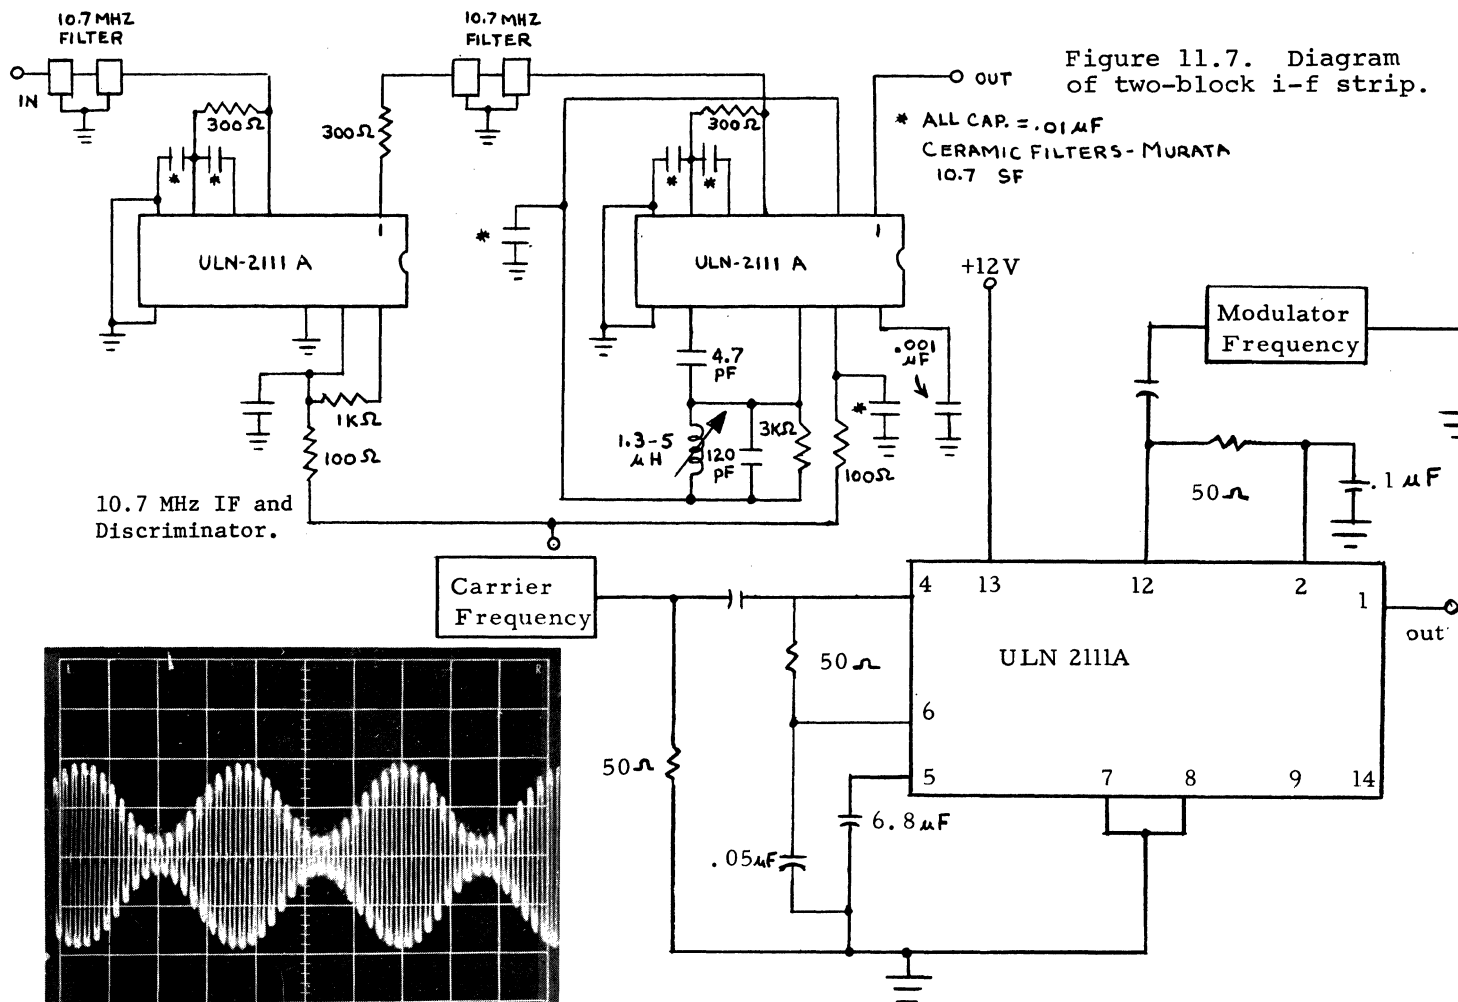 10.7 MHZ
FILTER
10.7 MHZ
FILTER
Figure 11.7. Diagram
of two-block i-f strip.
IN
OUT
* ALL CAP. = .01 µF
CERAMIC FILTERS - MURATA
10.7 SF
300Ω
300Ω
300Ω
*
*
*
*
*
1
1
ULN-2111 A
ULN-2111 A
+12V
Modulator
Frequency
4.7
pF
.001
µF
*
1KΩ
100Ω
1.3-5
µH
120
pF
3KΩ
100Ω
50Ω
.1 µF
10.7 MHz IF and
Discriminator.
Carrier
Frequency
4
13
12
2
1
out
50Ω
ULN 2111A
6
50Ω
5
7
8
9
14
6.8µF
.05µF